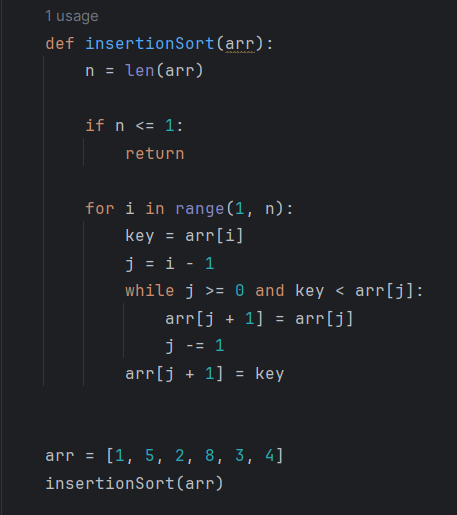 1 usage
def insertionSort(arr):
    n = len(arr)

    if n <= 1:
        return

    for i in range(1, n):
        key = arr[i]
        j = i - 1
        while j >= 0 and key < arr[j]:
            arr[j + 1] = arr[j]
            j -= 1
        arr[j + 1] = key


arr = [1, 5, 2, 8, 3, 4]
insertionSort(arr)